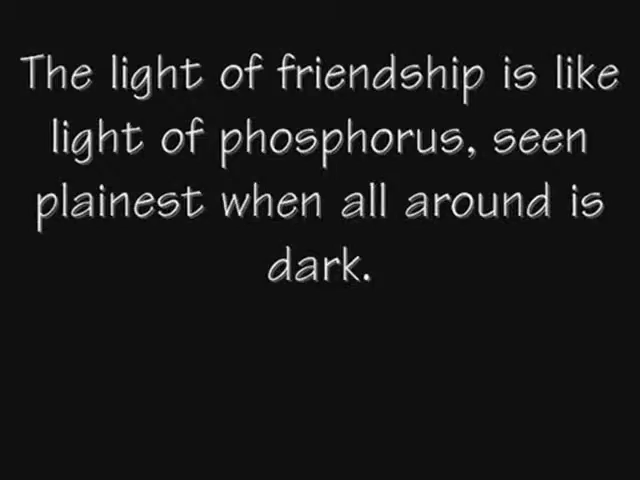 The light of friendship is like
light of phosphorus, seen
plainest when all around is
dark.